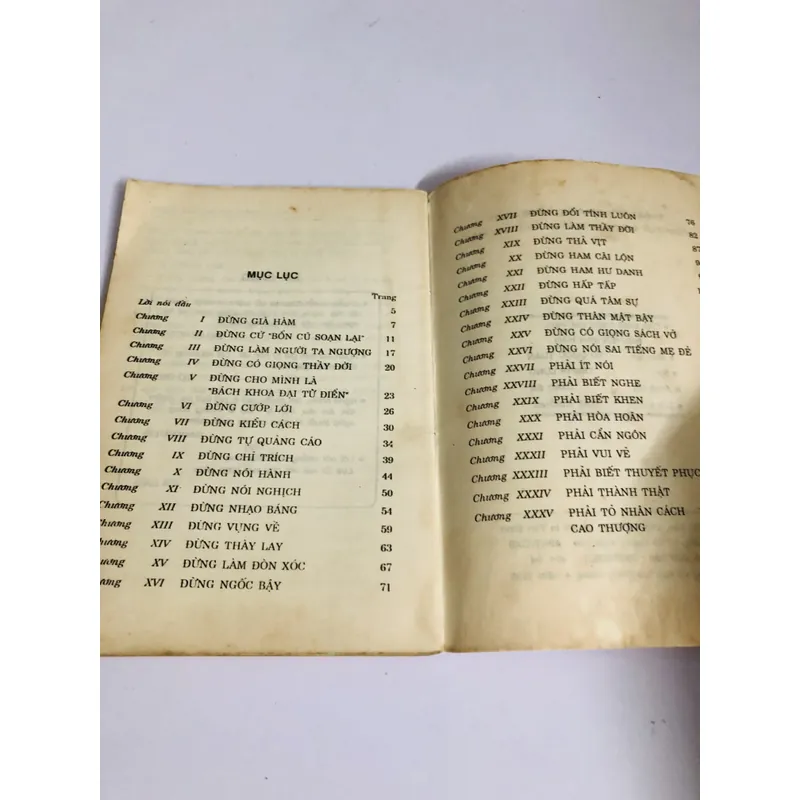 MỤC LỤC
Trang
Lời nói đầu 5
Chương I ĐỪNG GIÀ HÀM 7
Chương II ĐỪNG CỨ "BỔN CŨ SOẠN LẠI" 11
Chương III ĐỪNG LÀM NGƯỜI TA NGƯỢNG 17
Chương IV ĐỪNG CÓ GIỌNG THẦY ĐỜI 20
Chương V ĐỪNG CHO MÌNH LÀ
"BÁCH KHOA ĐẠI TỪ ĐIỂN" 23
Chương VI ĐỪNG CƯỚP LỜI 26
Chương VII ĐỪNG KIỂU CÁCH 30
Chương VIII ĐỪNG TỰ QUẢNG CÁO 34
Chương IX ĐỪNG CHỈ TRÍCH 39
Chương X ĐỪNG NÓI HÀNH 44
Chương XI ĐỪNG NÓI NGHỊCH 50
Chương XII ĐỪNG NHẠO BÁNG 54
Chương XIII ĐỪNG VỤNG VỀ 59
Chương XIV ĐỪNG THÀY LAY 63
ương XV ĐỪNG LÀM ĐÒN XÓC 67
ương XVI ĐỪNG NGỐC BẬY 71
Chương XVII ĐỪNG ĐỔI TÍNH LUÔN 76
Chương XVIII ĐỪNG LÀM THẦY ĐỜI 82
Chương XIX ĐỪNG THẢ VỊT 87
Chương XX ĐỪNG HAM CÃI LỘN 9
Chương XXI ĐỪNG HAM HƯ DANH
Chương XXII ĐỪNG HẤP TẤP
Chương XXIII ĐỪNG QUÁ TÂM SỰ
Chương XXIV ĐỪNG THÂN MẬT BẬY
Chương XXV ĐỪNG CÓ GIỌNG SÁCH VỞ
Chương XXVI ĐỪNG NÓI SAI TIẾNG MẸ ĐẺ
Chương XXVII PHẢI ÍT NÓI
Chương XXVIII PHẢI BIẾT NGHE
Chương XXIX PHẢI BIẾT KHEN
Chương XXX PHẢI HÒA HOÃN
Chương XXXI PHẢI CẨN NGÔN
Chương XXXII PHẢI VUI VẺ
Chương XXXIII PHẢI BIẾT THUYẾT PHỤC
Chương XXXIV PHẢI THÀNH THẬT
Chương XXXV PHẢI TỎ NHÂN CÁCH
CAO THƯỢNG